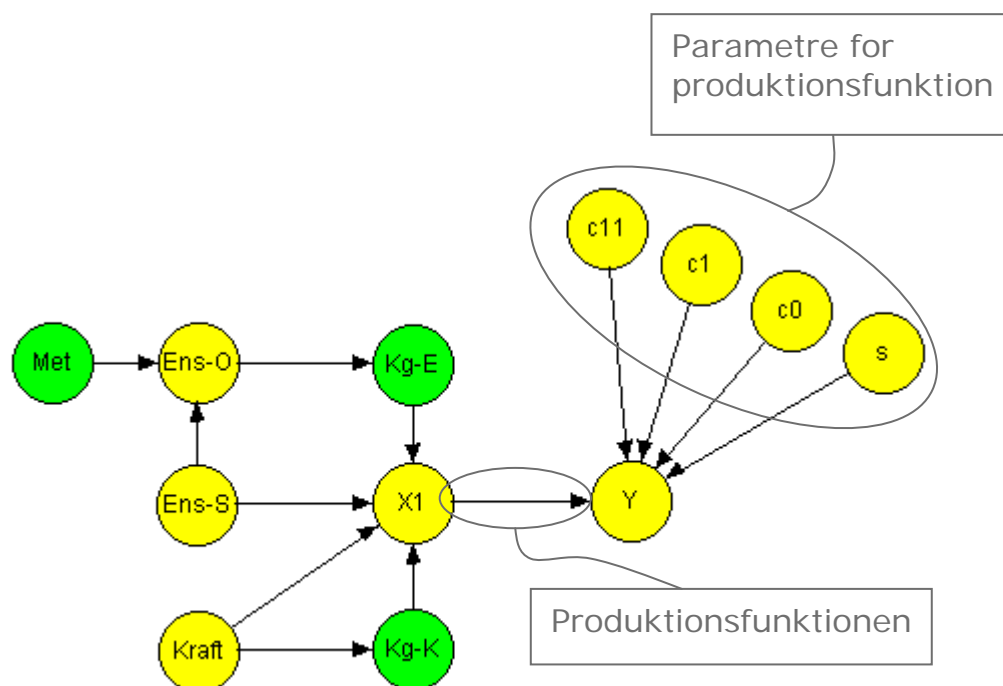 Parametre for
produktionsfunktion
c11
c1
c0
s
Met
Ens-O
Kg-E
Ens-S
X1
Y
Kraft
Kg-K
Produktionsfunktionen